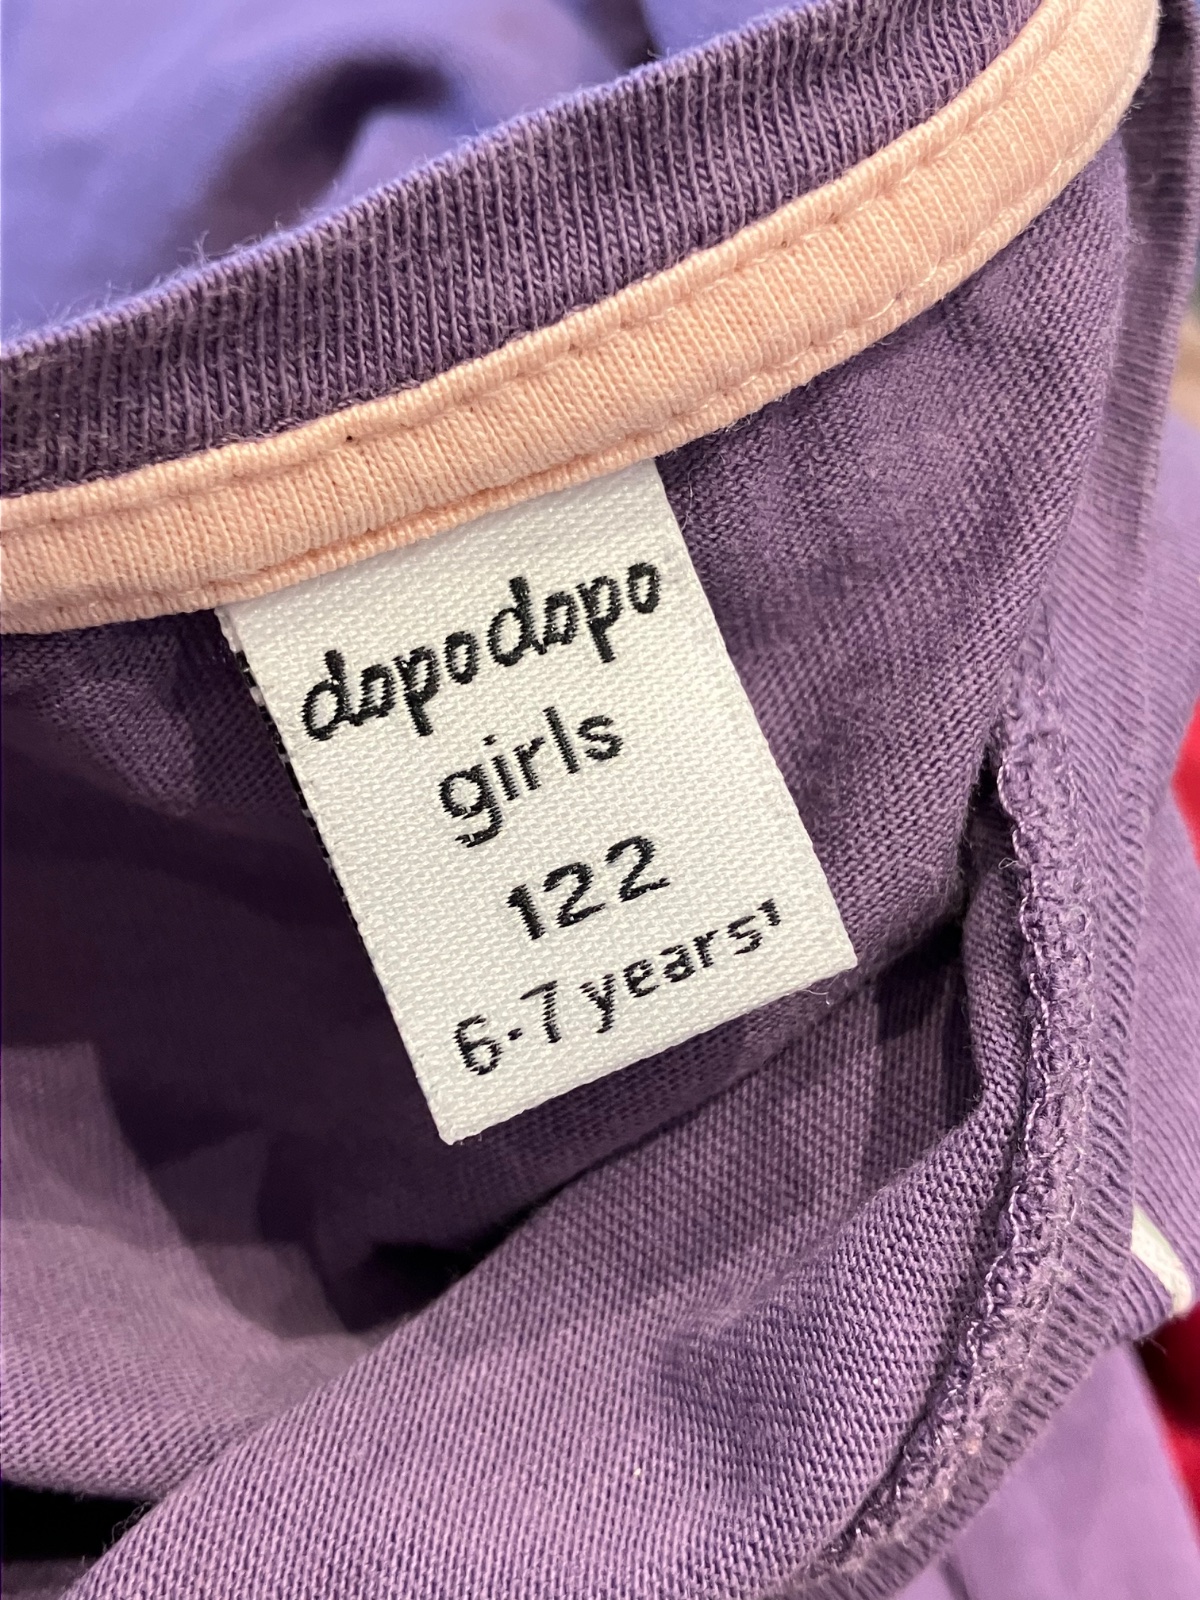 dopodopo
girls
122
6-7 years'